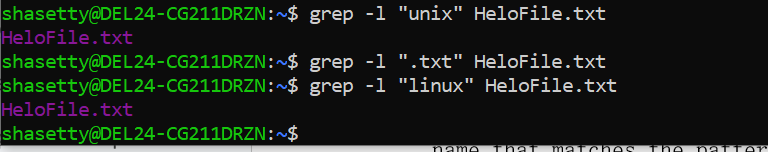 shasetty@DEL24-CG211DRZN:~$ grep -l "unix" HeloFile.txt
HeloFile.txt
shasetty@DEL24-CG211DRZN:~$ grep -l ".txt" HeloFile.txt
shasetty@DEL24-CG211DRZN:~$ grep -l "linux" HeloFile.txt
HeloFile.txt
shasetty@DEL24-CG211DRZN:~$
name that matches the patter